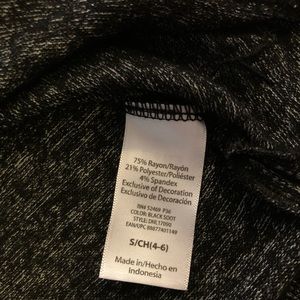 75% Rayon/Rayón
21% Polyester/Poliéster
4% Spandex
Exclusive of Decoration
Exclusivo de Decoración
COLOR: BLACK SOOT
S/CH(4-6)
Made in/Hecho en
Indonesia